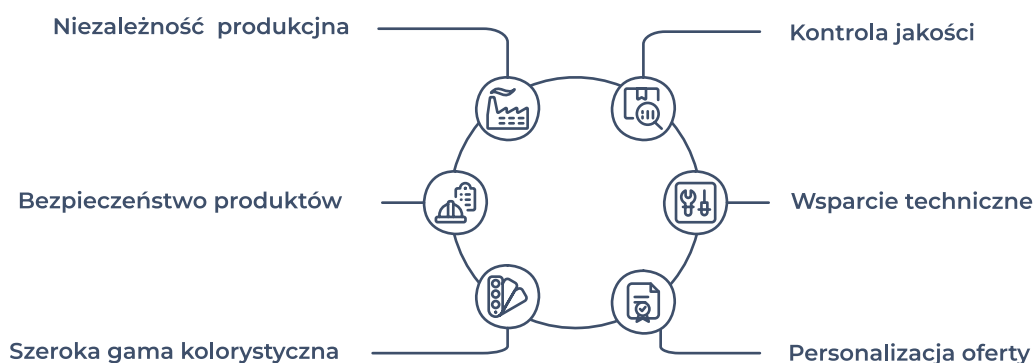 Niezależność produkcjna
Kontrola jakości
Bezpieczeństwo produktów
Wsparcie techniczne
Szeroka gama kolorystyczna
Personalizacja oferty